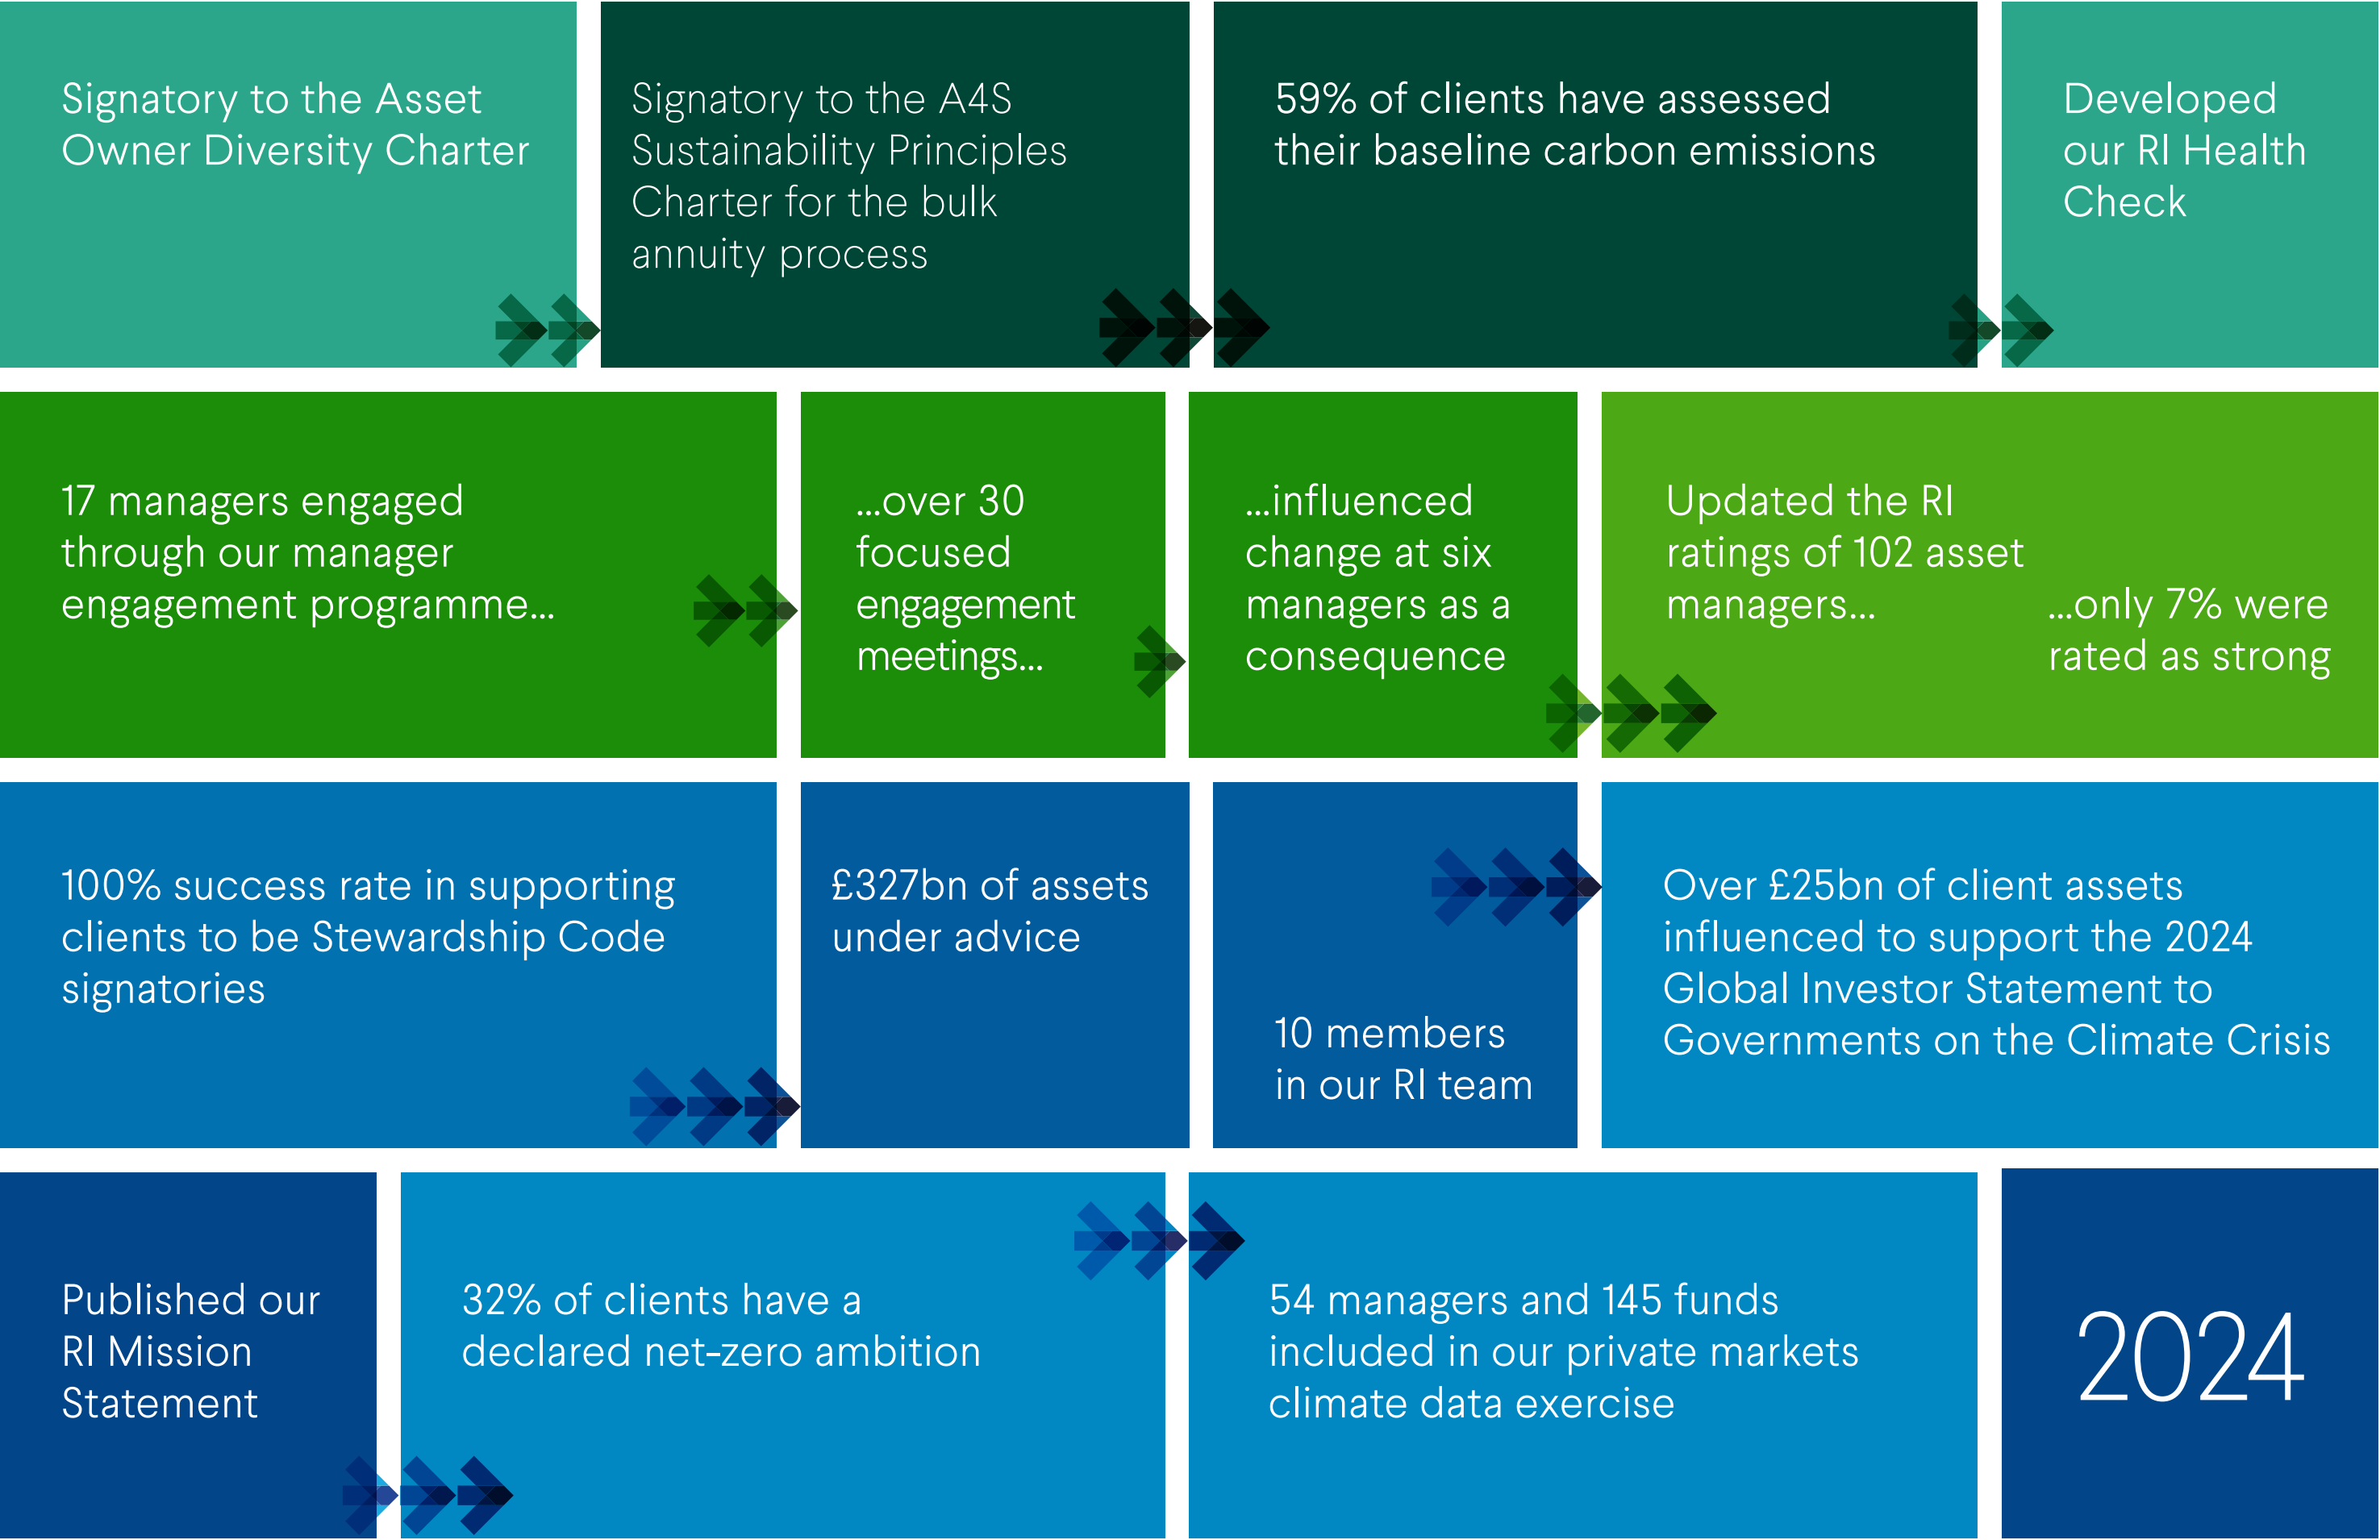 Signatory to the Asset
Owner Diversity Charter
Signatory to the A4S
Sustainability Principles
Charter for the bulk
annuity process
59% of clients have assessed
their baseline carbon emissions
Developed
our RI Health
Check
17 managers engaged
through our manager
engagement programme...
...over 30
focused
engagement
meetings...
...influenced
change at six
managers as a
consequence
Updated the RI
ratings of 102 asset
managers...
...only 7% were
rated as strong
100% success rate in supporting
clients to be Stewardship Code
signatories
£327bn of assets
under advice
10 members
in our RI team
Over £25bn of client assets
influenced to support the 2024
Global Investor Statement to
Governments on the Climate Crisis
Published our
RI Mission
Statement
32% of clients have a
declared net-zero ambition
54 managers and 145 funds
included in our private markets
climate data exercise
2024